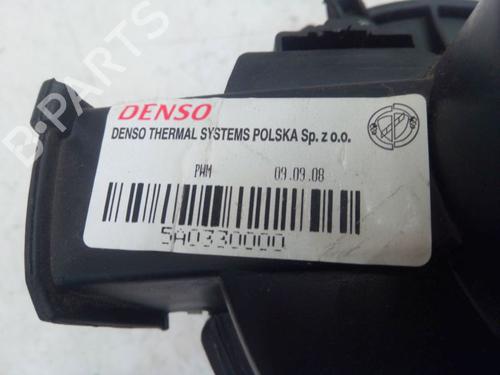 B-PARTS
DENSO
DENSO THERMAL SYSTEMS POLSKA Sp. z o.o.
PWM 09.09.08
5A0330000